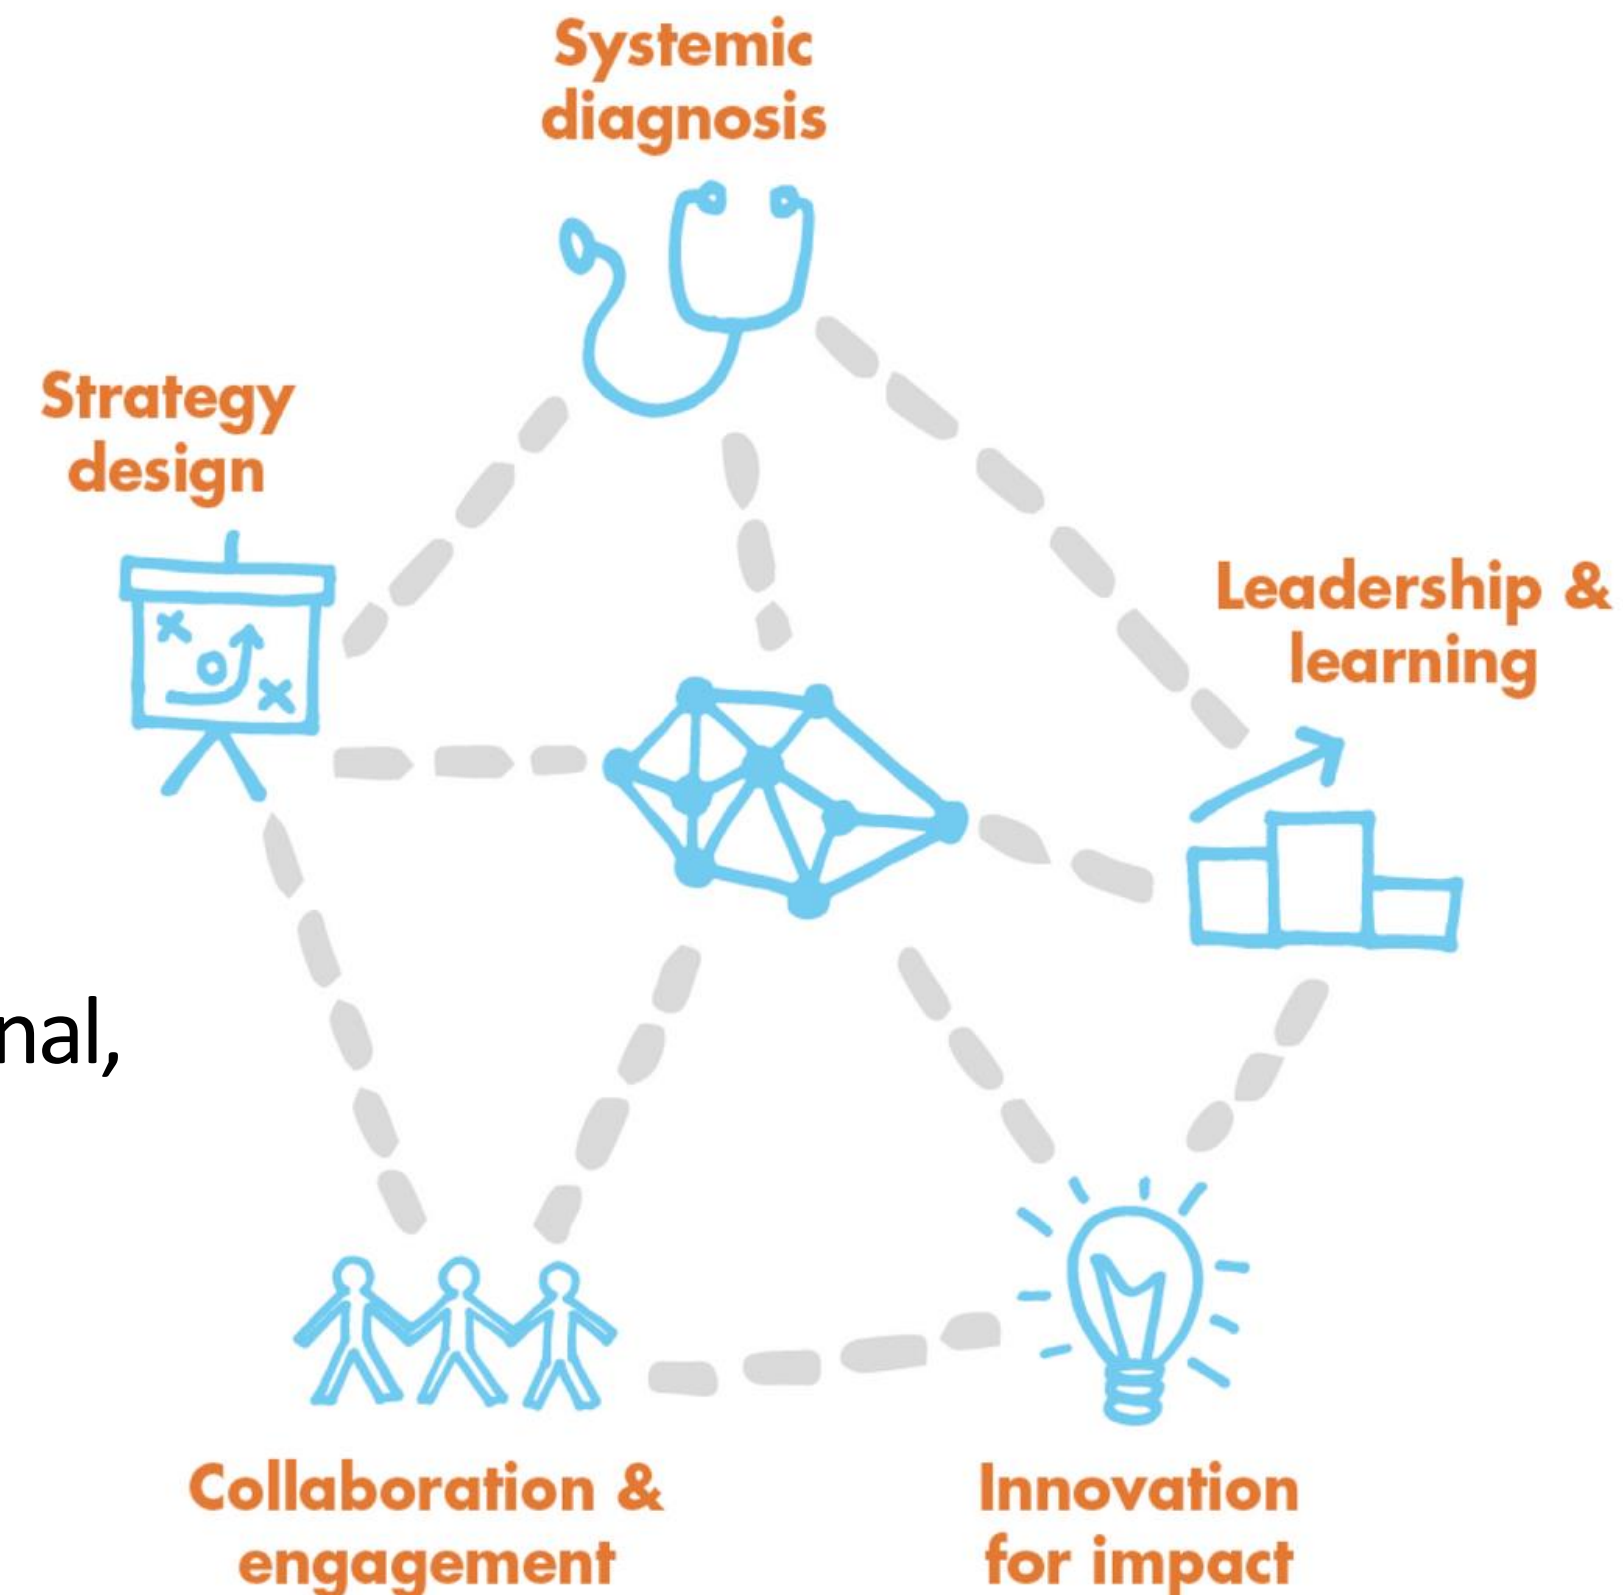 Systemic
diagnosis
Strategy
design
Leadership &
learning
nal,
Collaboration &
engagement
Innovation
for impact